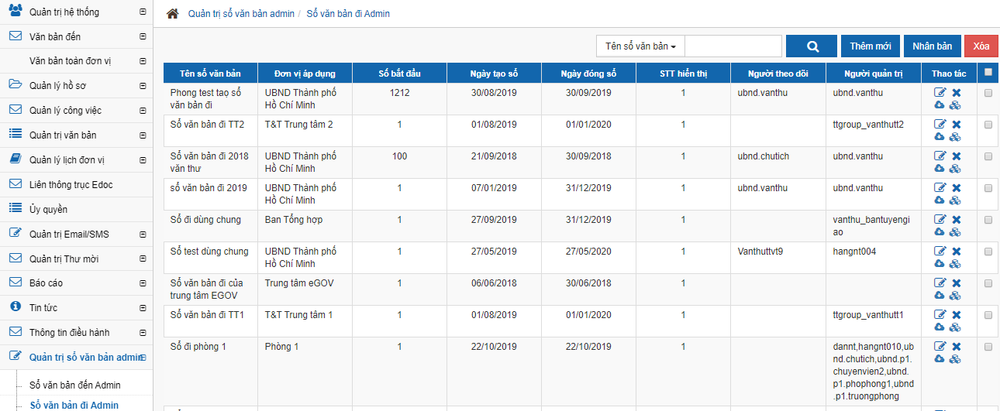 Quản trị hệ thống
Văn bản đến
Văn bản toàn đơn vị
Quản lý hồ sơ
Quản lý công việc
Quản trị văn bản
Quản lý lịch đơn vị
Liên thông trục Edoc
Ủy quyền
Quản trị Email/SMS
Quản trị Thư mời
Báo cáo
Tin tức
Thông tin điều hành
Quản trị sổ văn bản admin
Sổ văn bản đến Admin
Sổ văn bản đi Admin
Quản trị sổ văn bản admin / Sổ văn bản đi Admin
Tên sổ văn bản Thêm mới Nhân bản Xóa
Tên sổ văn bản Đơn vị áp dụng Số bắt đầu Ngày tạo sổ Ngày đóng sổ STT hiển thị Người theo dõi Người quản trị Thao tác
Phong test tạo sổ UBND Thành phố 1212 30/08/2019 30/09/2019 1 ubnd.vanthu ubnd.vanthu
văn bản đi Hồ Chí Minh
Sổ văn bản đi TT2 T&T Trung tâm 2 1 01/08/2019 01/01/2020 1 ttgroup_vanthutt2
Sổ văn bản đi 2018 UBND Thành phố 100 21/09/2018 30/09/2018 1 ubnd.chutich ubnd.vanthu
văn thư Hồ Chí Minh
sổ văn bản đi 2019 UBND Thành phố 1 07/01/2019 31/12/2019 1 ubnd.vanthu ubnd.vanthu
Hồ Chí Minh
Sổ đi dùng chung Ban Tổng hợp 1 27/09/2019 31/12/2019 1 vanthu_bantuyengi
ao
Sổ test dùng chung UBND Thành phố 1 27/05/2019 27/05/2020 1 Vanthuttvt9 hangnt004
Hồ Chí Minh
Sổ văn bản đi của Trung tâm eGOV 1 06/06/2018 30/06/2018 1
trung tâm EGOV
Sổ văn bản đi TT1 T&T Trung tâm 1 1 01/08/2019 01/01/2020 1 ttgroup_vanthutt1
Sổ đi phòng 1 Phòng 1 1 22/10/2019 22/10/2019 1 dannt,hangnt010,ub
nd.chutich,ubnd.p1.
chuyenvien2,ubnd.
p1.phophong1,ubnd
.p1.truongphong